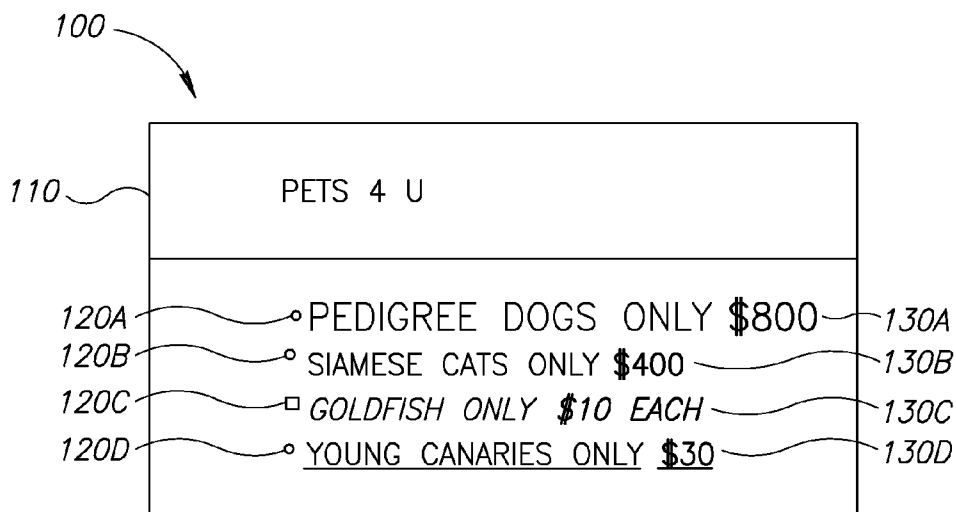 100
110 PETS 4 U
120A PEDIGREE DOGS ONLY $800 130A
120B SIAMESE CATS ONLY $400 130B
120C GOLDFISH ONLY $10 EACH 130C
120D YOUNG CANARIES ONLY $30 130D